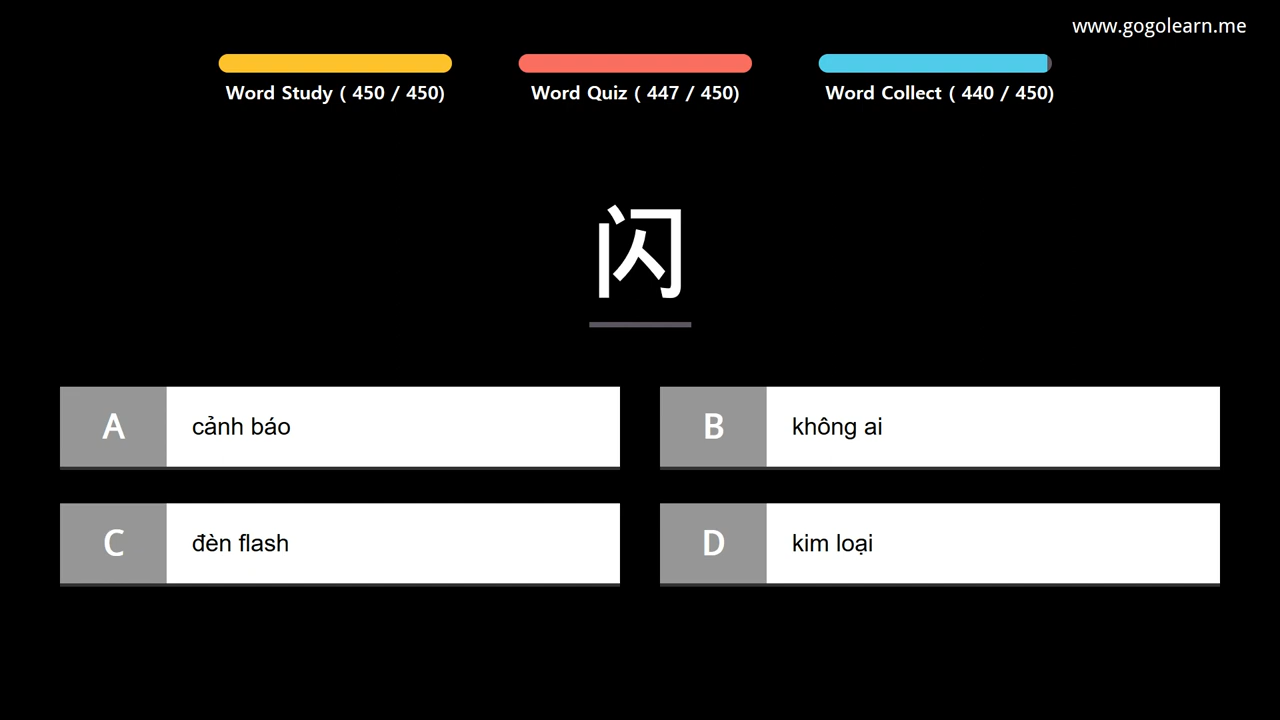 www.gogolearn.me
Word Study ( 450 / 450)
Word Quiz ( 447 / 450)
Word Collect ( 440 / 450)
闪
A
cảnh báo
B
không ai
C
đèn flash
D
kim loại